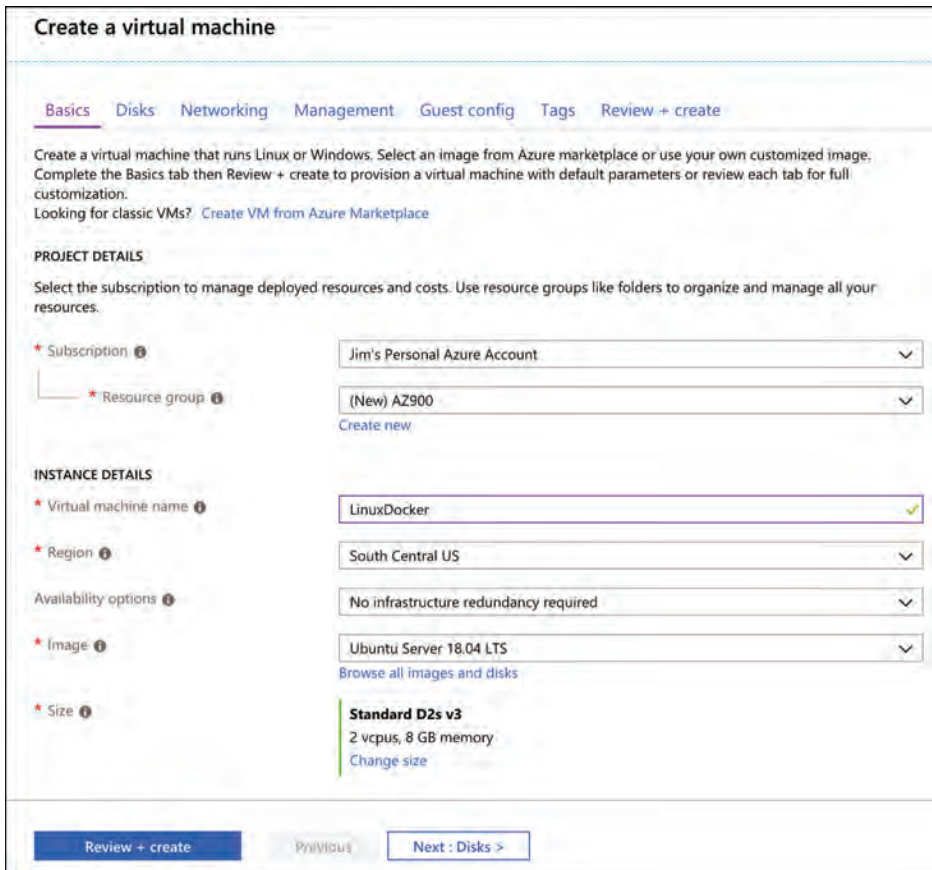 Create a virtual machine
Basics Disks Networking Management Guest config Tags Review + create
Create a virtual machine that runs Linux or Windows. Select an image from Azure marketplace or use your own customized image.
Complete the Basics tab then Review + create to provision a virtual machine with default parameters or review each tab for full
customization.
Looking for classic VMs? Create VM from Azure Marketplace
PROJECT DETAILS
Select the subscription to manage deployed resources and costs. Use resource groups like folders to organize and manage all your
resources.
* Subscription Jim's Personal Azure Account
* Resource group (New) AZ900
Create new
INSTANCE DETAILS
* Virtual machine name LinuxDocker
* Region South Central US
Availability options No infrastructure redundancy required
* Image Ubuntu Server 18.04 LTS
Browse all images and disks
* Size Standard D2s v3
2 vcpus, 8 GB memory
Change size
Review + create Previous Next : Disks >